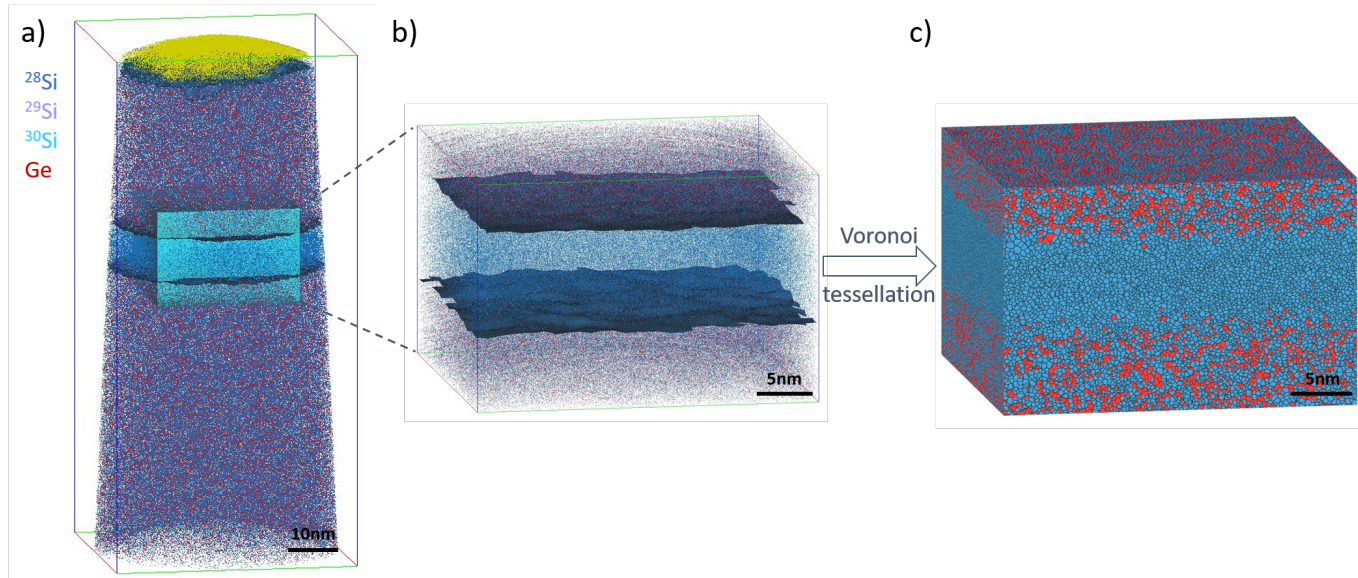 a)
²⁸Si
²⁹Si
³⁰Si
Ge
10nm
b)
5nm
Voronoi
tessellation
c)
5nm